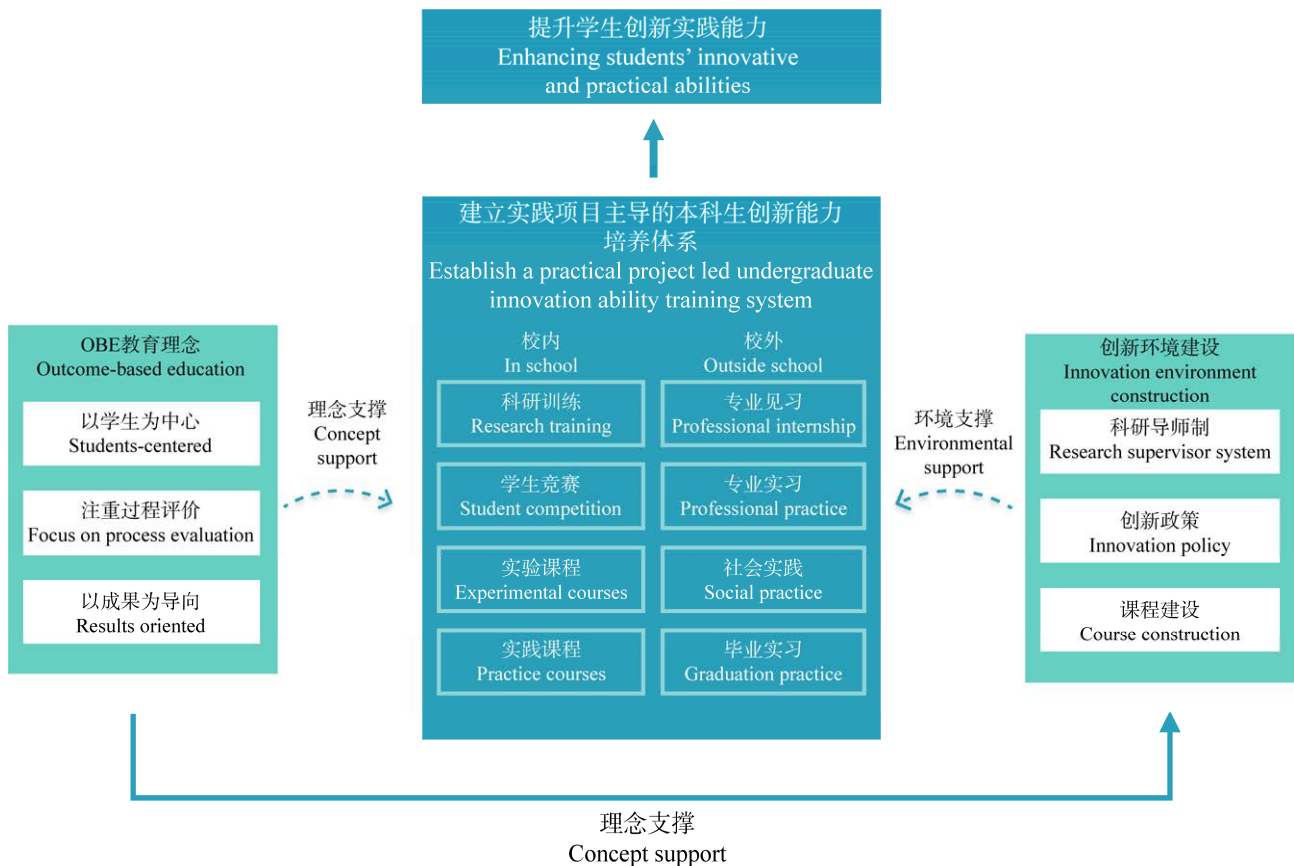 提升学生创新实践能力
Enhancing students’ innovative
and practical abilities
建立实践项目主导的本科生创新能力
培养体系
Establish a practical project led undergraduate
innovation ability training system
校内
In school
科研训练
Research training
学生竞赛
Student competition
实验课程
Experimental courses
实践课程
Practice courses
校外
Outside school
专业见习
Professional internship
专业实习
Professional practice
社会实践
Social practice
毕业实习
Graduation practice
OBE教育理念
Outcome-based education
以学生为中心
Students-centered
注重过程评价
Focus on process evaluation
以成果为导向
Results oriented
理念支撑
Concept
support
环境支撑
Environmental
support
创新环境建设
Innovation environment
construction
科研导师制
Research supervisor system
创新政策
Innovation policy
课程建设
Course construction
理念支撑
Concept support